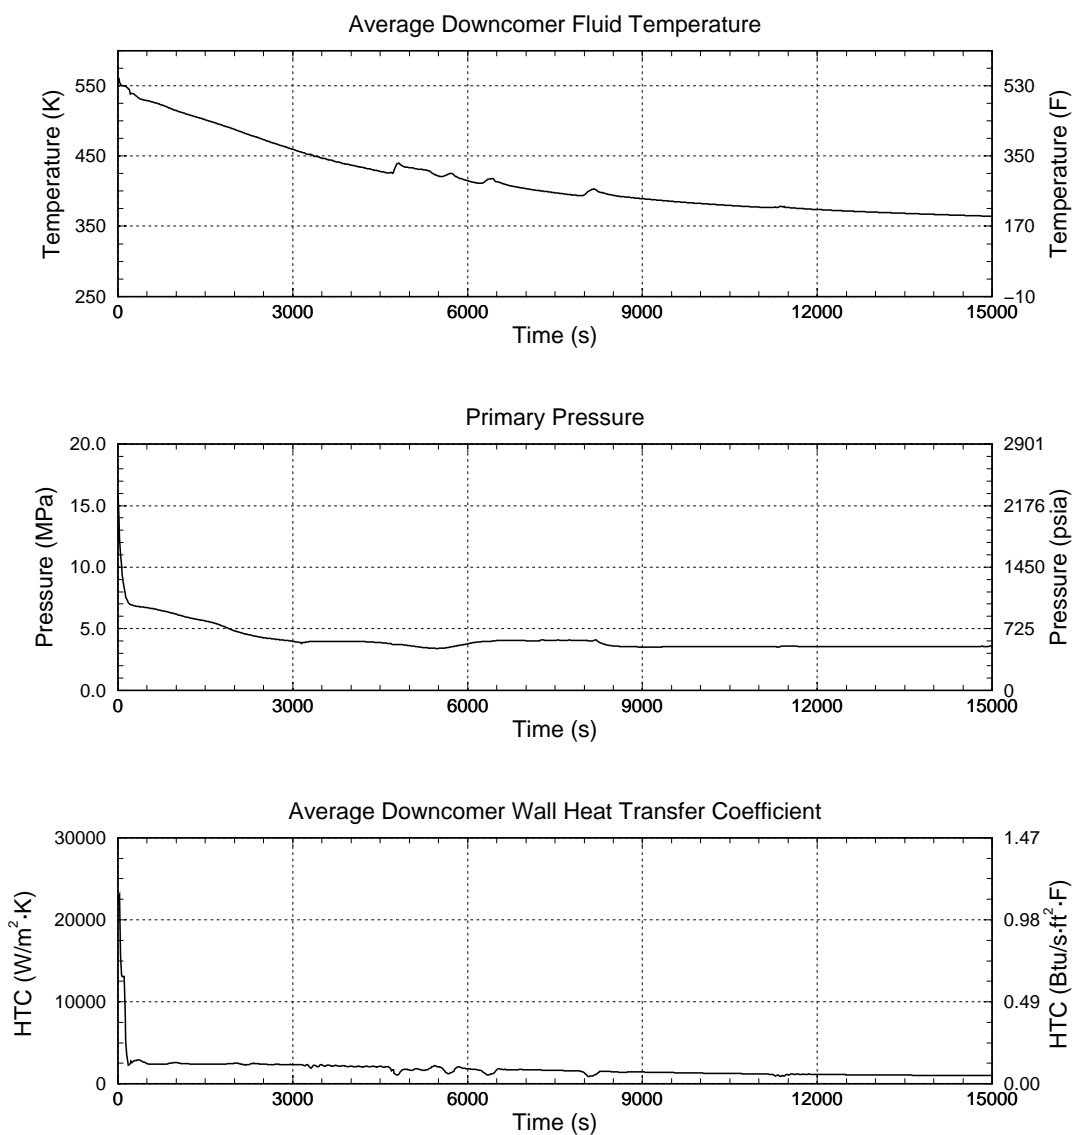 Average Downcomer Fluid Temperature
Temperature (K)
550
450
350
250
530
350
170
−10
Temperature (F)
0 3000 6000 9000 12000 15000
Time (s)
Primary Pressure
Pressure (MPa)
20.0
15.0
10.0
5.0
0.0
2901
2176
1450
725
0
Pressure (psia)
0 3000 6000 9000 12000 15000
Time (s)
Average Downcomer Wall Heat Transfer Coefficient
HTC (W/m²·K)
30000
20000
10000
0
1.47
0.98
0.49
0.00
HTC (Btu/s·ft²·F)
0 3000 6000 9000 12000 15000
Time (s)